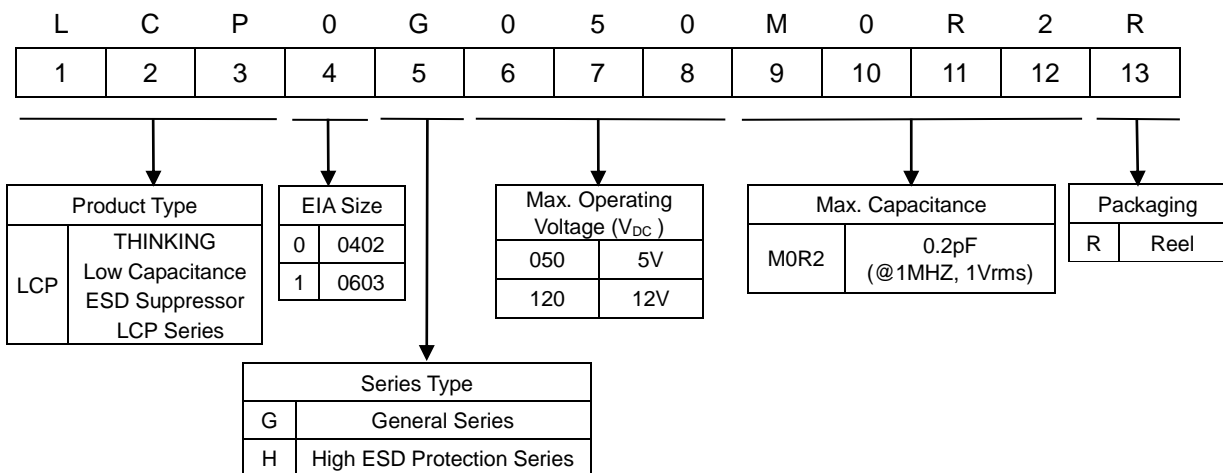 L C P 0 G 0 5 0 M 0 R 2 R
1 2 3 4 5 6 7 8 9 10 11 12 13
Product Type
LCP
THINKING
Low Capacitance
ESD Suppressor
LCP Series
EIA Size
0 0402
1 0603
Max. Operating
Voltage (VDC )
050 5V
120 12V
Max. Capacitance
M0R2
0.2pF
(@1MHZ, 1Vrms)
Packaging
R Reel
Series Type
G General Series
H High ESD Protection Series